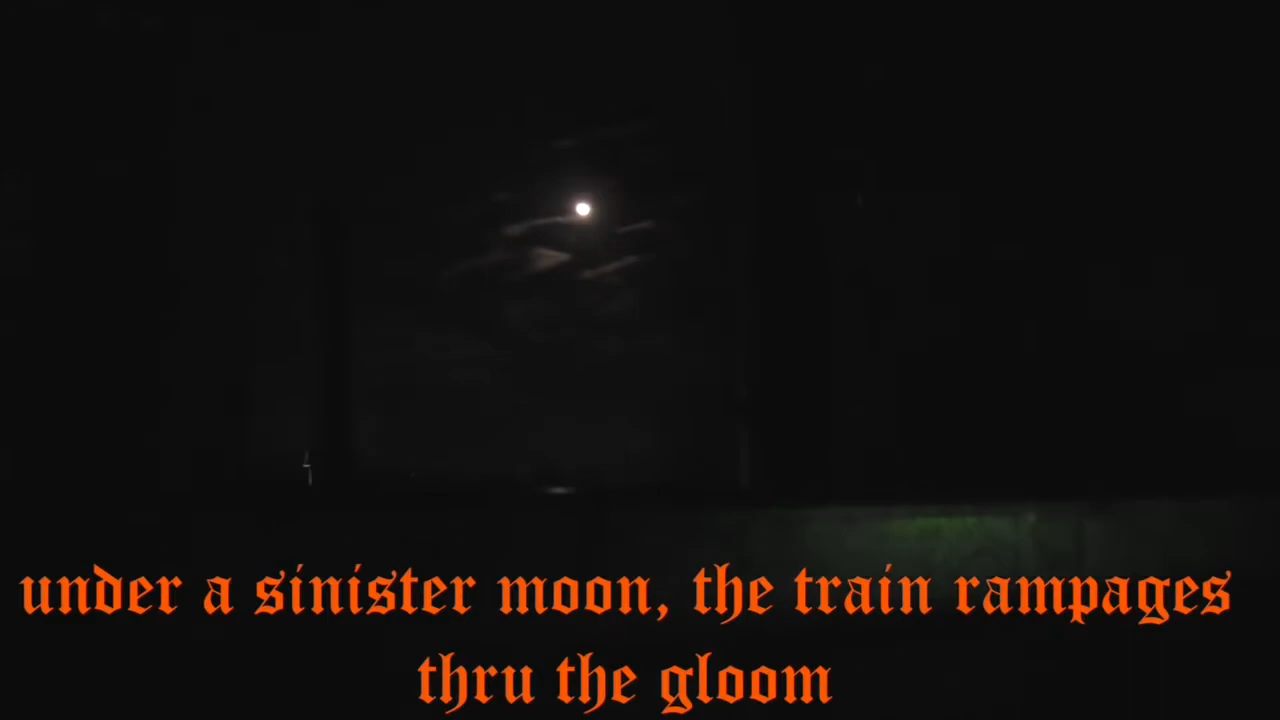 under a sinister moon, the train rampages
thru the gloom